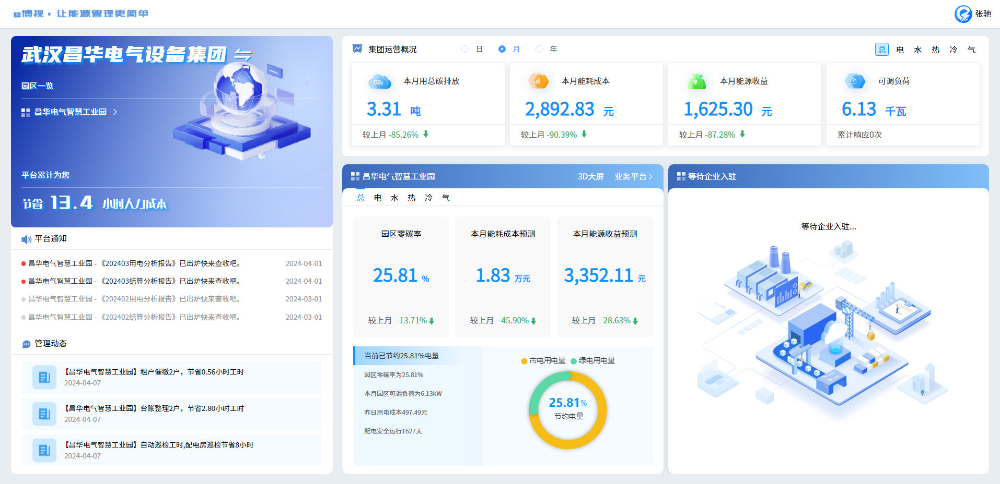 e博视，让能源管理更简单
张驰
武汉昌华电气设备集团
园区一览
昌华电气智慧工业园
平台累计为您
节省 13.4 小时人力成本
平台通知
昌华电气智慧工业园 - 《202403用电分析报告》已出炉快来查收吧。 2024-04-01
昌华电气智慧工业园 - 《202403结算分析报告》已出炉快来查收吧。 2024-04-01
昌华电气智慧工业园 - 《202402用电分析报告》已出炉快来查收吧。 2024-03-01
昌华电气智慧工业园 - 《202402结算分析报告》已出炉快来查收吧。 2024-03-01
管理动态
【昌华电气智慧工业园】租户催缴2户，节省0.56小时工时
2024-04-07
【昌华电气智慧工业园】台账整理2户，节省2.80小时工时
2024-04-07
【昌华电气智慧工业园】自动巡检工时,配电房巡检节省8小时
2024-04-07
集团运营概况 日 月 年 总 电 水 热 冷 气
CO₂ 本月用总碳排放
3.31 吨
较上月 -85.26%
本月能耗成本
2,892.83 元
较上月 -90.39%
¥ 本月能源收益
1,625.30 元
较上月 -87.28%
可调负荷
6.13 千瓦
累计响应0次
昌华电气智慧工业园 3D大屏 业务平台
总 电 水 热 冷 气
园区零碳率
25.81 %
较上月 -13.71%
本月能耗成本预测
1.83 万元
较上月 -45.90%
本月能源收益预测
3,352.11 元
较上月 -28.63%
当前已节约25.81%电量
园区零碳率为25.81%
本月园区可调负荷为6.13kW
昨日用电成本497.49元
配电安全运行1627天
市电用电量 绿电用电量
25.81%
节约电量
等待企业入驻
等待企业入驻...